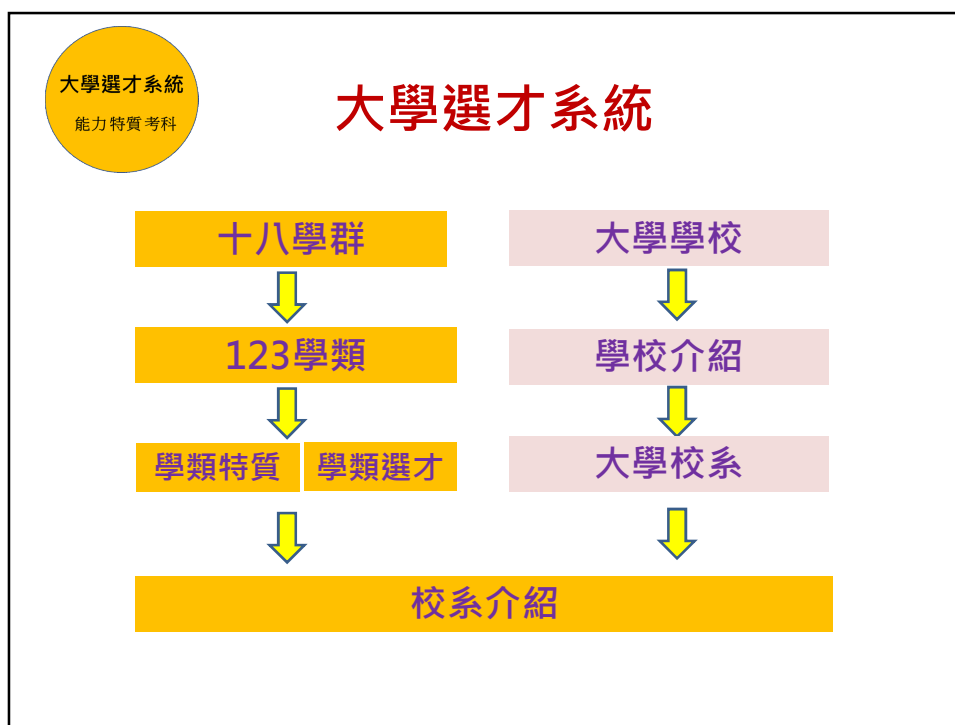 大學選才系統
能力特質考科
大學選才系統
十八學群
大學學校
123學類
學校介紹
學類特質
學類選才
大學校系
校系介紹